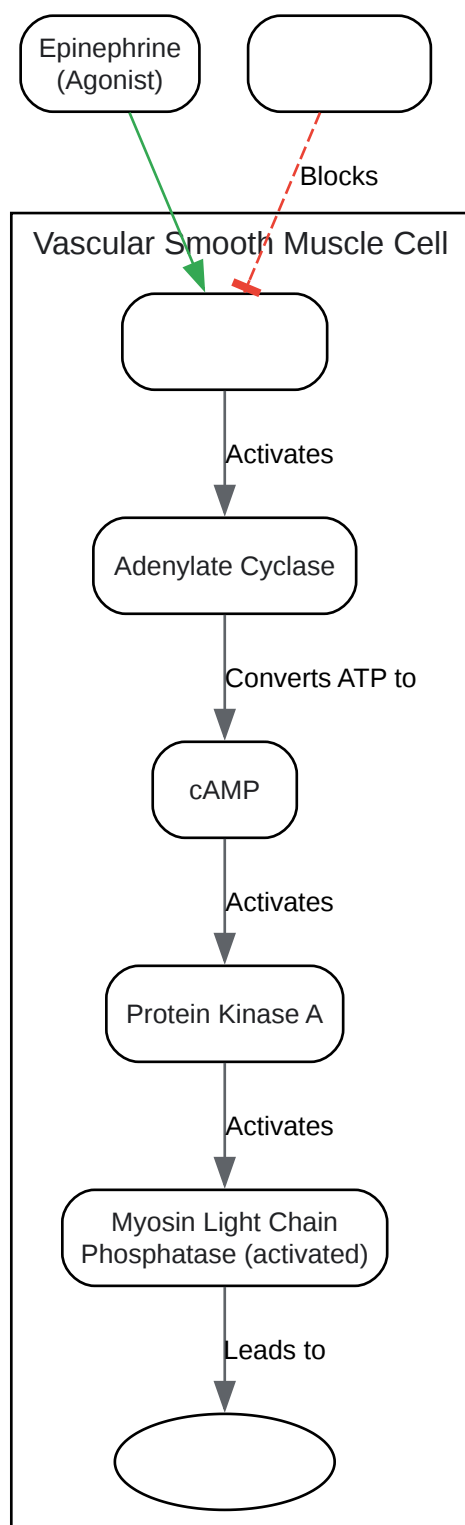 Epinephrine
(Agonist)
Blocks
Vascular Smooth Muscle Cell
Activates
Adenylate Cyclase
Converts ATP to
cAMP
Activates
Protein Kinase A
Activates
Myosin Light Chain
Phosphatase (activated)
Leads to